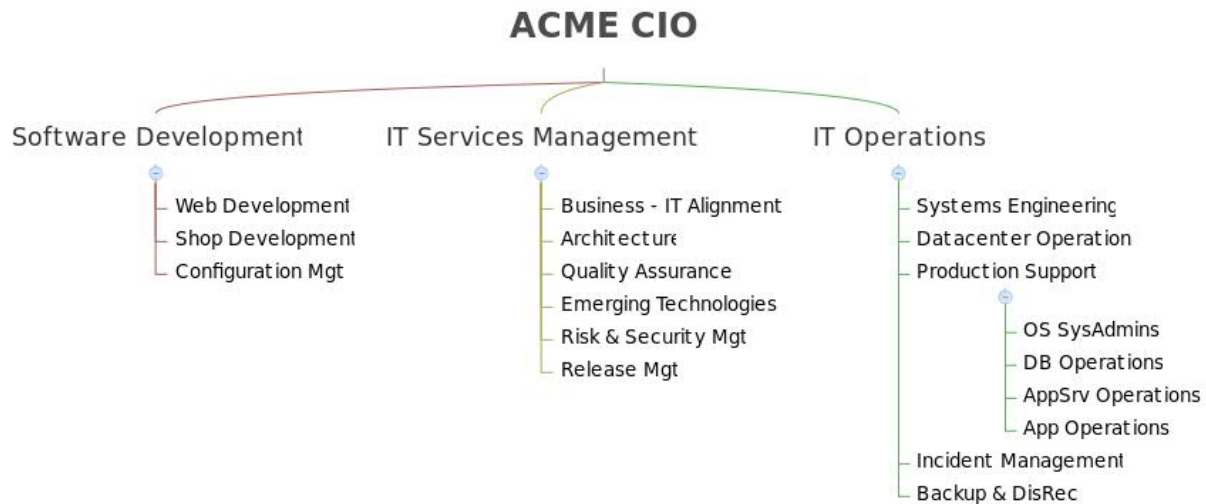 ACME CIO
Software Development
IT Services Management
IT Operations
Web Development
Shop Development
Configuration Mgt
Business - IT Alignment
Architecture
Quality Assurance
Emerging Technologies
Risk & Security Mgt
Release Mgt
Systems Engineering
Datacenter Operation
Production Support
OS SysAdmins
DB Operations
AppSrv Operations
App Operations
Incident Management
Backup & DisRec